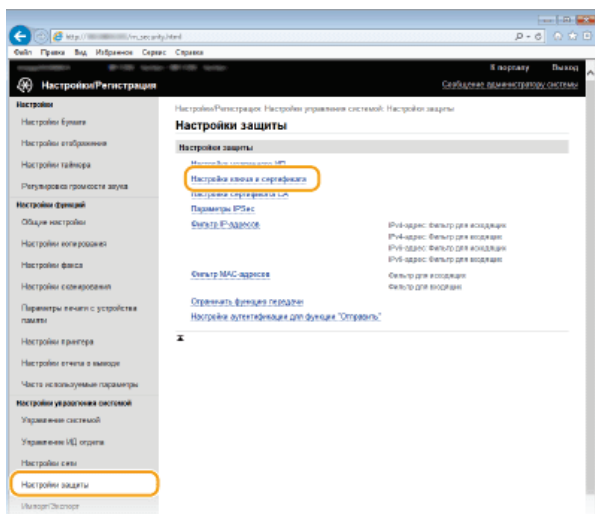 http://
/m_security.html
Файл Правка Вид Избранное Сервис Справка
К порталу Выход
Настройки/Регистрация
Сообщение администратору системы
Настройки
Настройки бумаги
Настройки отображения
Настройки таймера
Регулировка громкости звука
Настройки функций
Общие настройки
Настройки копирования
Настройки факса
Настройки сканирования
Параметры печати с устройства
памяти
Настройки принтера
Настройки отчета о выводе
Часто используемые параметры
Настройки управления системой
Управление системой
Управление ИД отдела
Настройки сети
Настройки защиты
Импорт/Экспорт
Настройки/Регистрация: Настройки управления системой: Настройки защиты
Настройки защиты
Настройки защиты
Настройка ключа и сертификата
Настройка сертификата CA
Параметры IPSec
Фильтр IP-адресов
IPv4-адрес: Фильтр для исходящих
IPv4-адрес: Фильтр для входящих
IPv6-адрес: Фильтр для исходящих
IPv6-адрес: Фильтр для входящих
Фильтр MAC-адресов
Фильтр для исходящих
Фильтр для входящих
Ограничить функцию передачи
Настройки аутентификации для функции "Отправить"